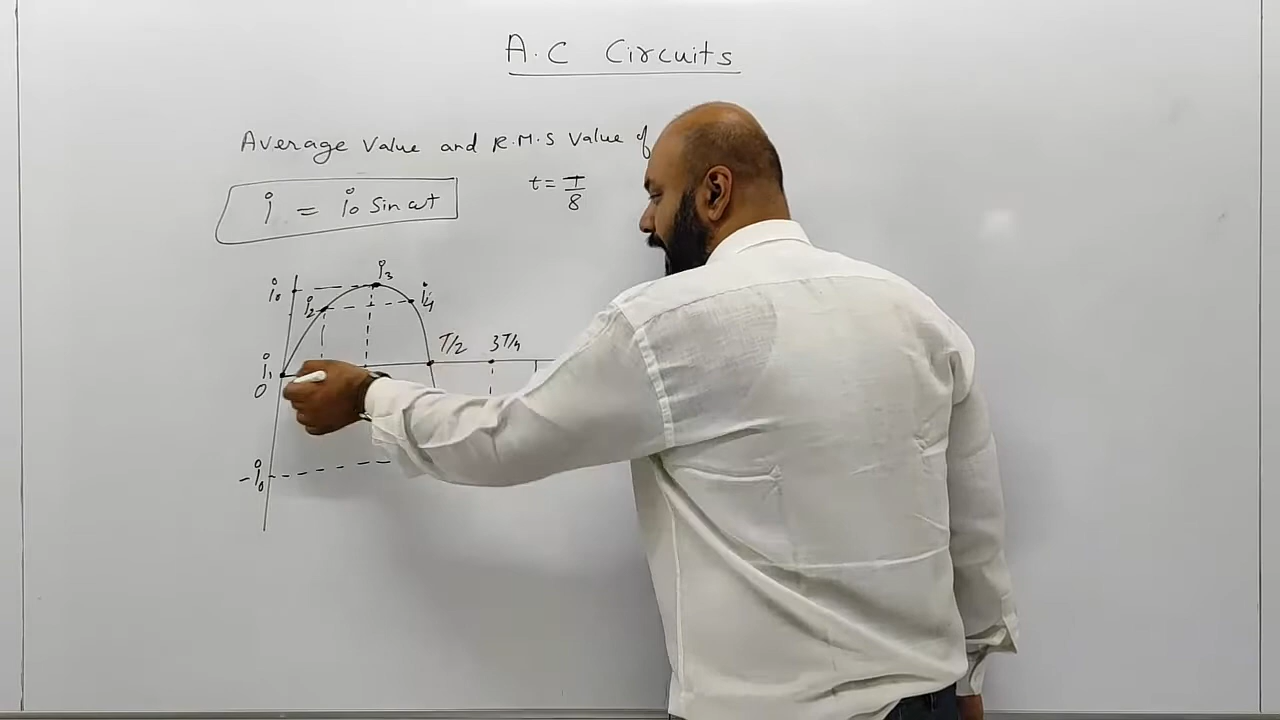 A.C Circuits
Average Value and R.M.S Value of
i = i₀ Sin ωt
t = T/8
i₀
i₂
i₃
i₄
i₁
0
T/2
3T/4
-i₀